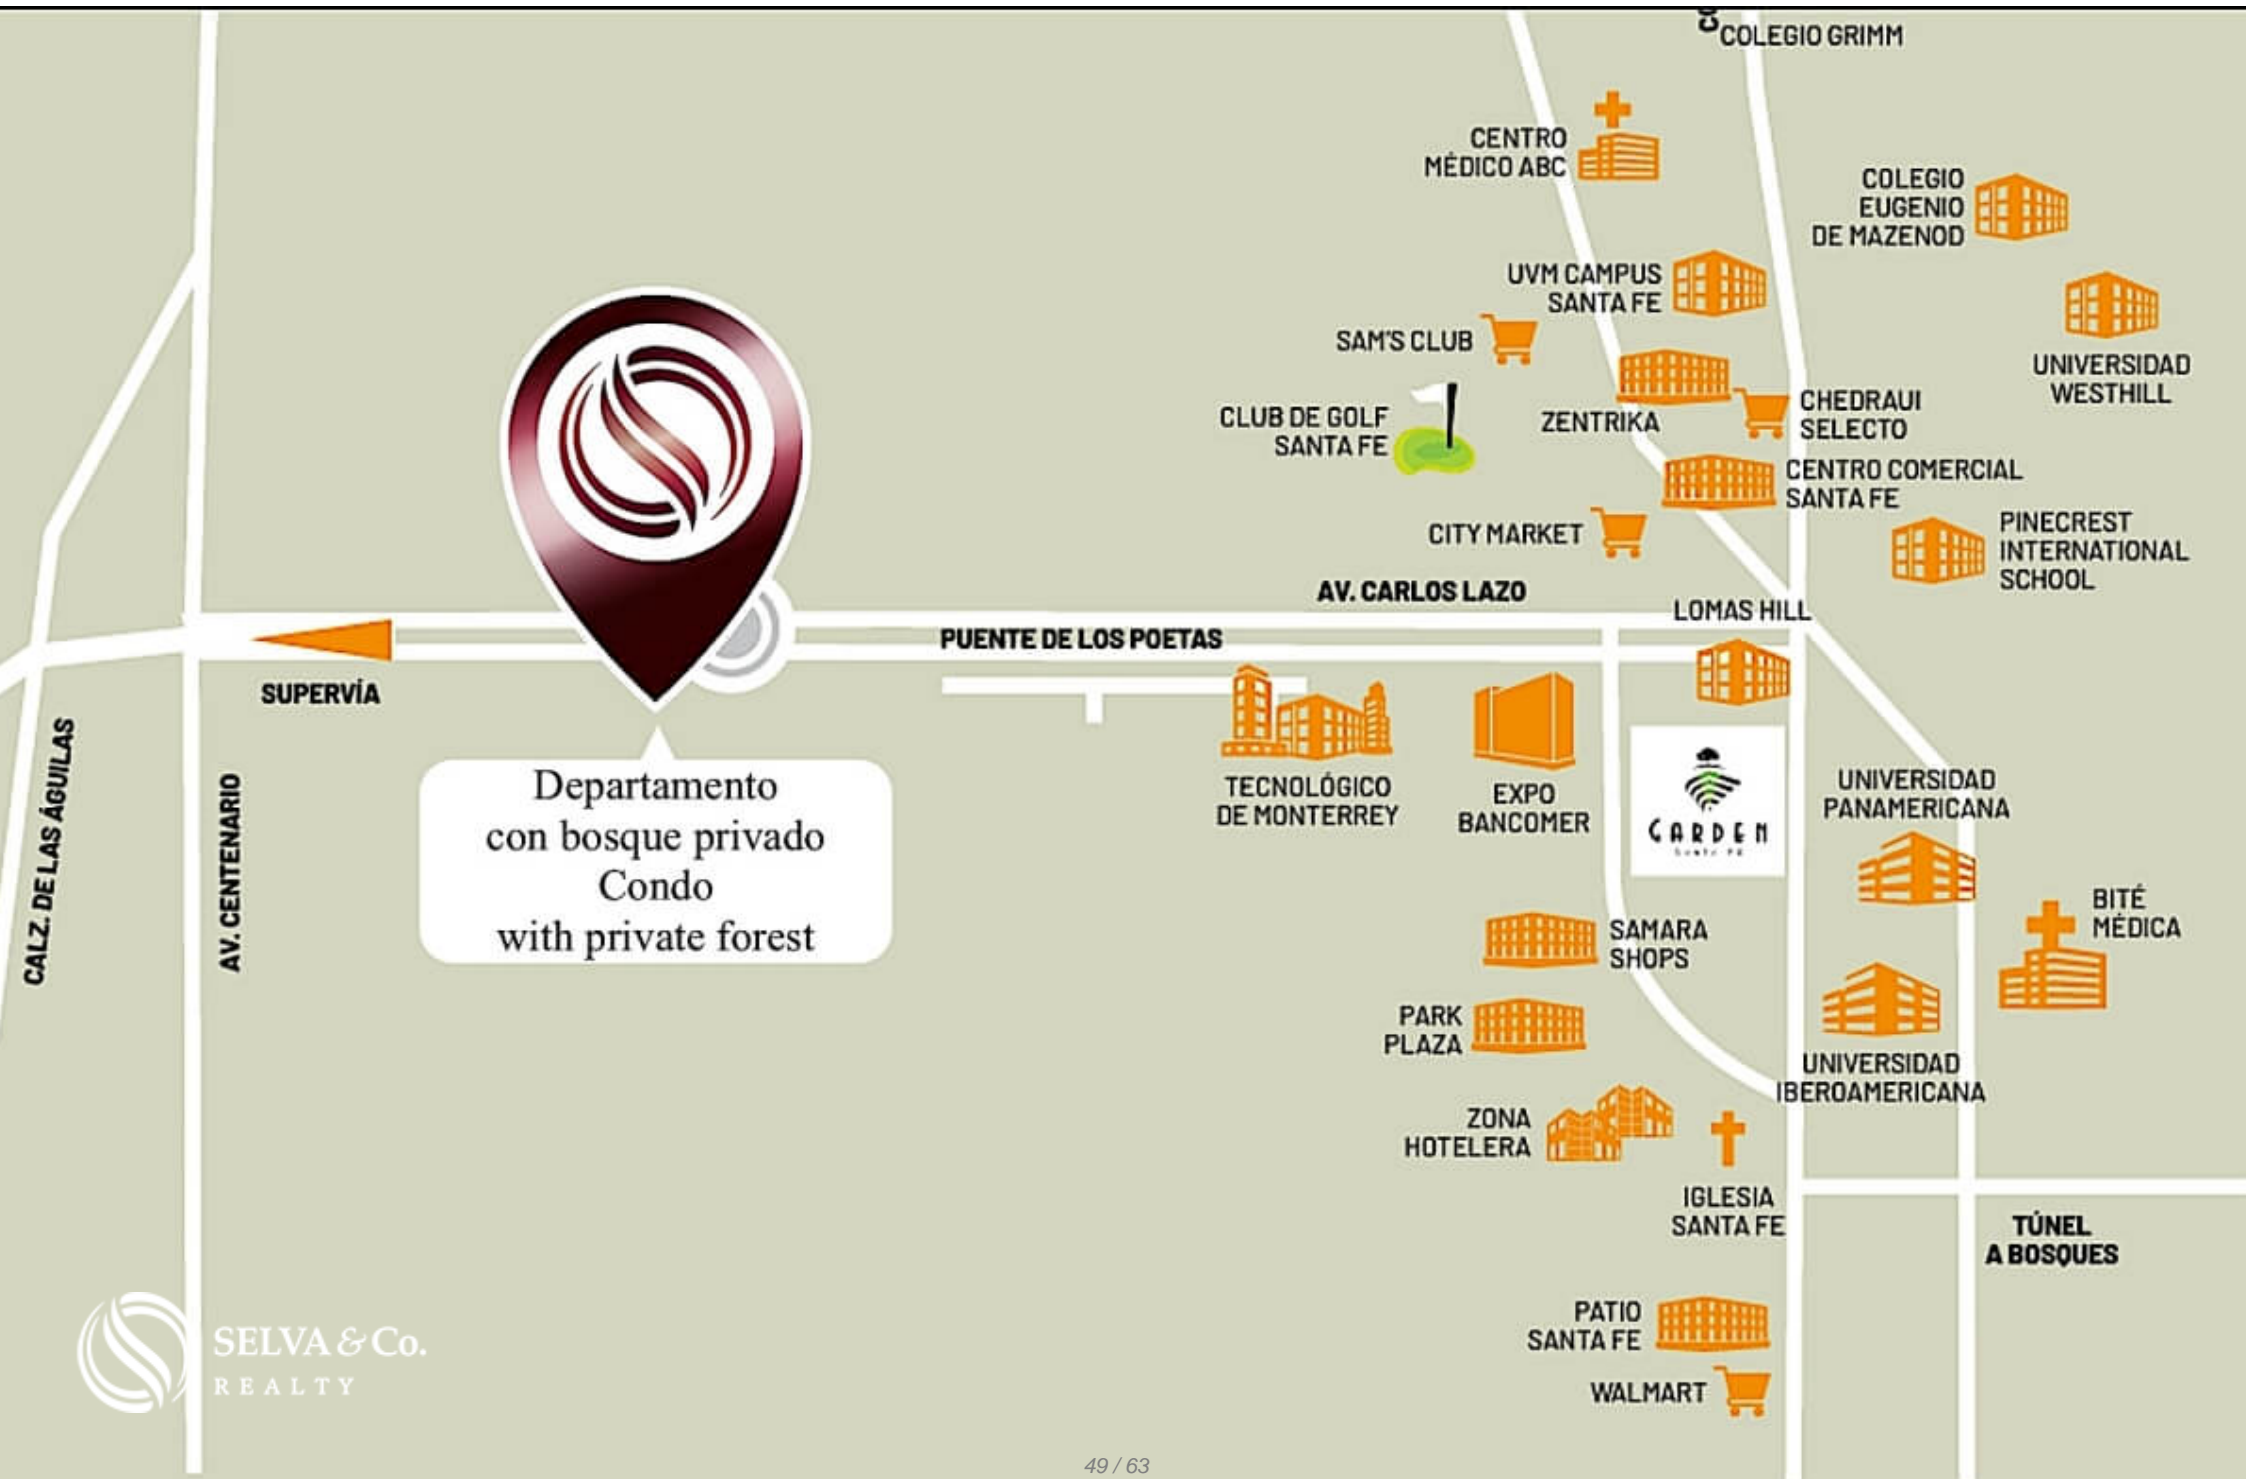 COLEGIO GRIMM
CENTRO
MÉDICO ABC
COLEGIO
EUGENIO
DE MAZENOD
UVM CAMPUS
SANTA FE
SAM'S CLUB
UNIVERSIDAD
WESTHILL
CLUB DE GOLF
SANTA FE
ZENTRIKA
CHEDRAUI
SELECTO
CENTRO COMERCIAL
SANTA FE
CITY MARKET
PINECREST
INTERNATIONAL
SCHOOL
AV. CARLOS LAZO
LOMAS HILL
PUENTE DE LOS POETAS
SUPERVÍA
CALZ. DE LAS ÁGUILAS
AV. CENTENARIO
Departamento
con bosque privado
Condo
with private forest
TECNOLÓGICO
DE MONTERREY
EXPO
BANCOMER
GARDEN
Santa Fe
UNIVERSIDAD
PANAMERICANA
BITÉ
MÉDICA
SAMARA
SHOPS
PARK
PLAZA
UNIVERSIDAD
IBEROAMERICANA
ZONA
HOTELERA
IGLESIA
SANTA FE
TÚNEL
A BOSQUES
PATIO
SANTA FE
WALMART
SELVA & Co.
REALTY
49 / 63